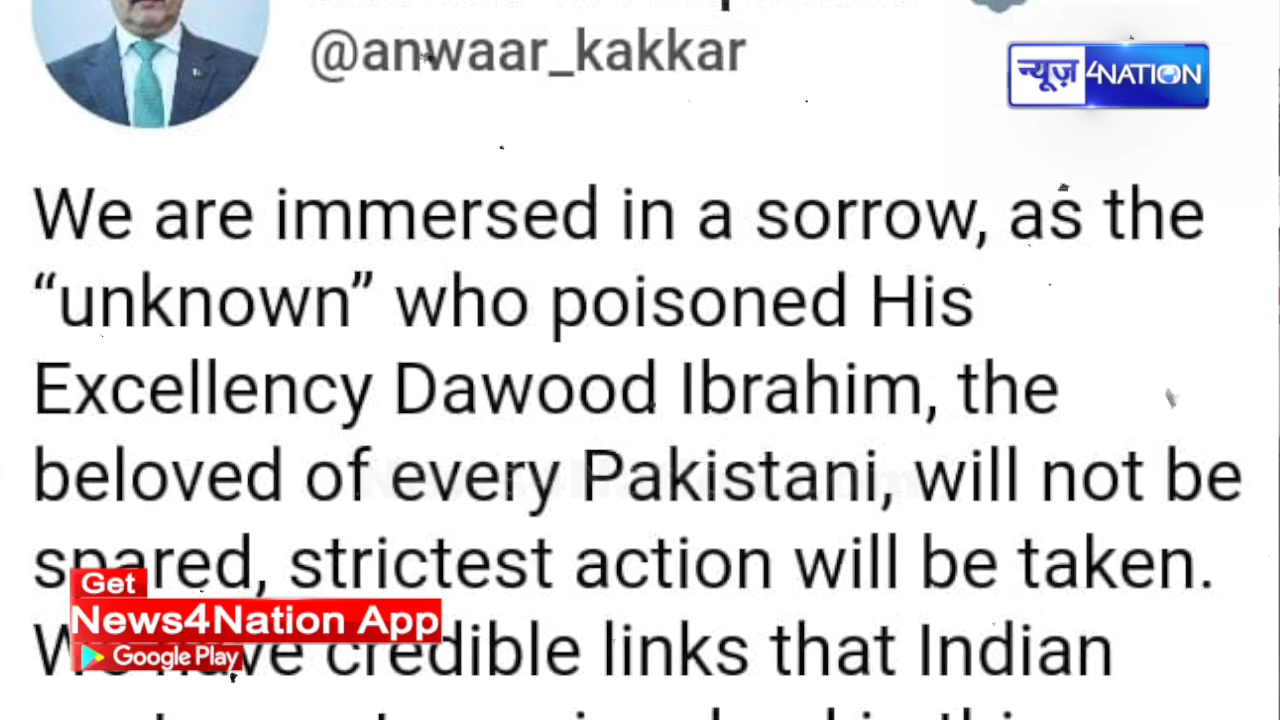 @anwaar_kakkar
न्यूज़ 4NATION
We are immersed in a sorrow, as the
“unknown” who poisoned His
Excellency Dawood Ibrahim, the
beloved of every Pakistani, will not be
spared, strictest action will be taken.
Get
News4Nation App
Google Play
We have credible links that Indian